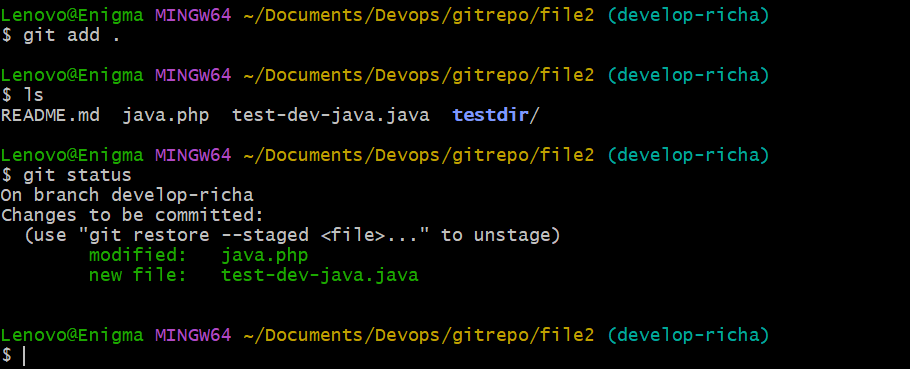 Lenovo@Enigma MINGW64 ~/Documents/Devops/gitrepo/file2 (develop-richa)
$ git add .
Lenovo@Enigma MINGW64 ~/Documents/Devops/gitrepo/file2 (develop-richa)
$ ls
README.md  java.php  test-dev-java.java  testdir/
Lenovo@Enigma MINGW64 ~/Documents/Devops/gitrepo/file2 (develop-richa)
$ git status
On branch develop-richa
Changes to be committed:
  (use "git restore --staged <file>..." to unstage)
        modified:   java.php
        new file:   test-dev-java.java
Lenovo@Enigma MINGW64 ~/Documents/Devops/gitrepo/file2 (develop-richa)
$